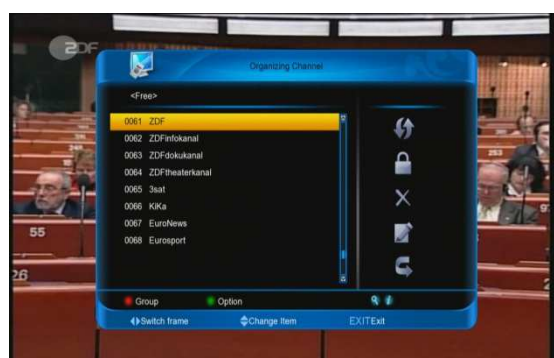 ZDF
Organizing Channel
<Free>
0061 ZDF
0062 ZDFinfokanal
0063 ZDFdokukanal
0064 ZDFtheaterkanal
0065 3sat
0066 KiKa
0067 EuroNews
0068 Eurosport
Group Option
Switch frame Change Item EXITExit
55
26